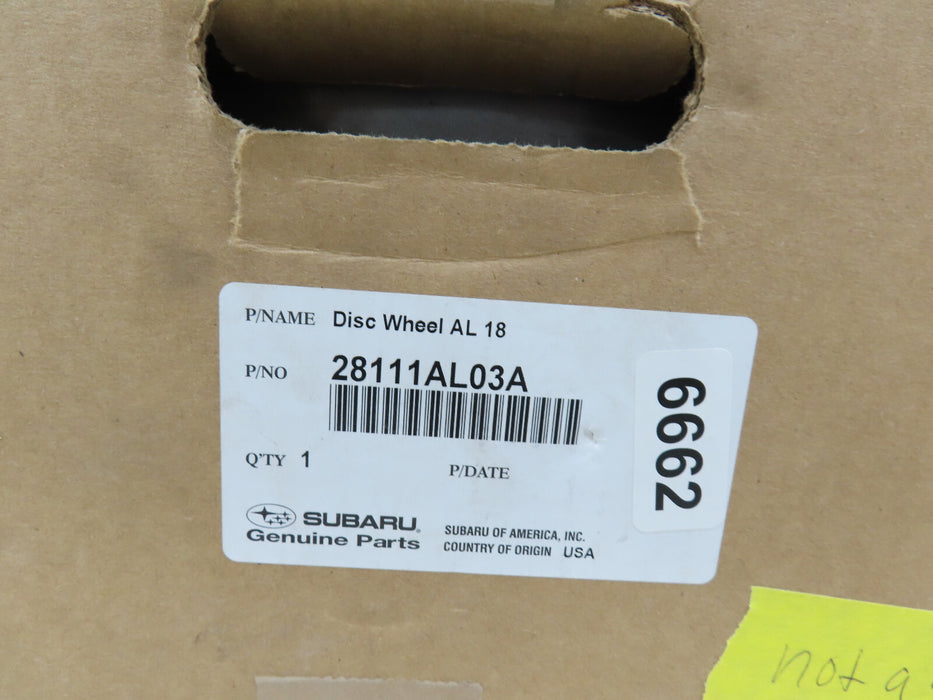 P/NAME Disc Wheel AL 18
P/NO 28111AL03A
Q'TY 1 P/DATE
SUBARU®
Genuine Parts
SUBARU OF AMERICA, INC.
COUNTRY OF ORIGIN USA
6662
not a